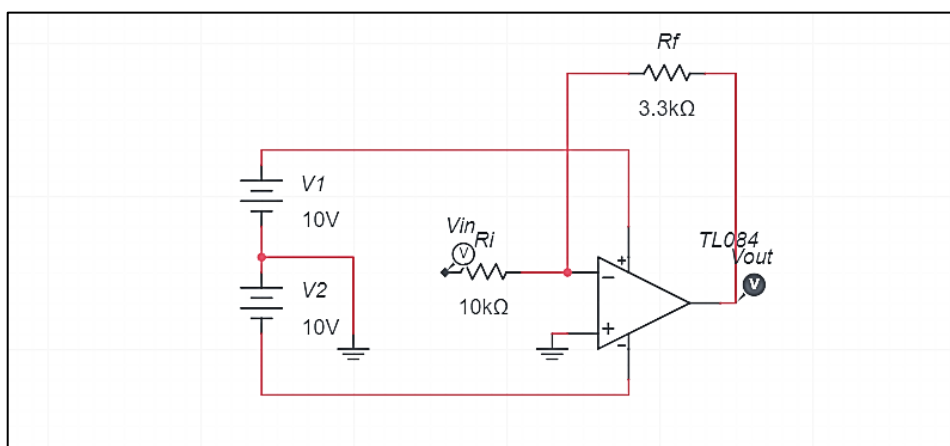 Rf
3.3kΩ
V1
10V
Vin
Ri
V
10kΩ
TL084
Vout
V
V2
10V
+
−
+
-